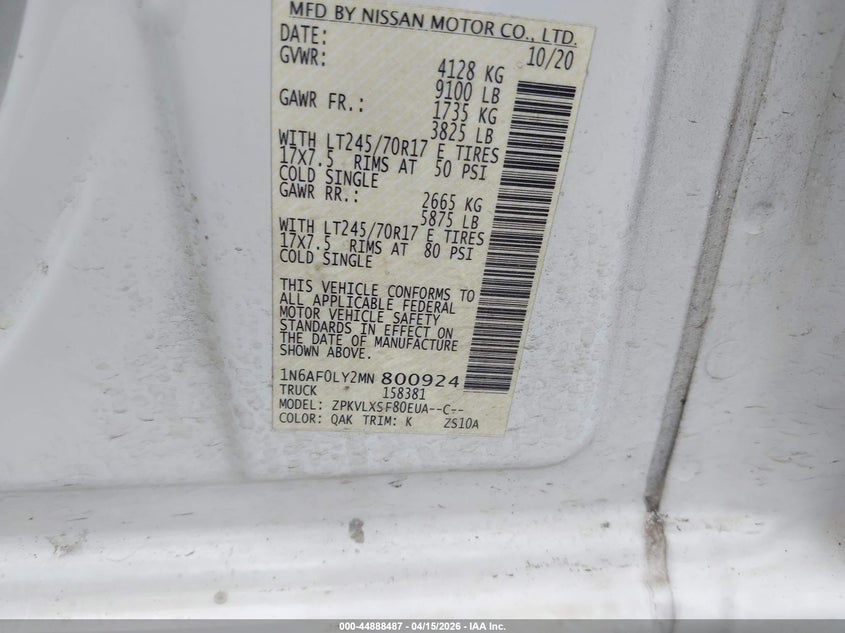 MFD BY NISSAN MOTOR CO., LTD.
DATE: 10/20
GVWR: 4128 KG
9100 LB
GAWR FR.: 1735 KG
3825 LB
WITH LT245/70R17 E TIRES
17X7.5 RIMS AT 50 PSI
COLD SINGLE
GAWR RR.: 2665 KG
5875 LB
WITH LT245/70R17 E TIRES
17X7.5 RIMS AT 80 PSI
COLD SINGLE
THIS VEHICLE CONFORMS TO
ALL APPLICABLE FEDERAL
MOTOR VEHICLE SAFETY
STANDARDS IN EFFECT ON
THE DATE OF MANUFACTURE
SHOWN ABOVE.
1N6AF0LY2MN 800924
TRUCK 158381
MODEL: ZPKVLXSF80EUA--C--
COLOR: QAK TRIM: K ZS10A
000-44888487 - 04/15/2026 - IAA Inc.